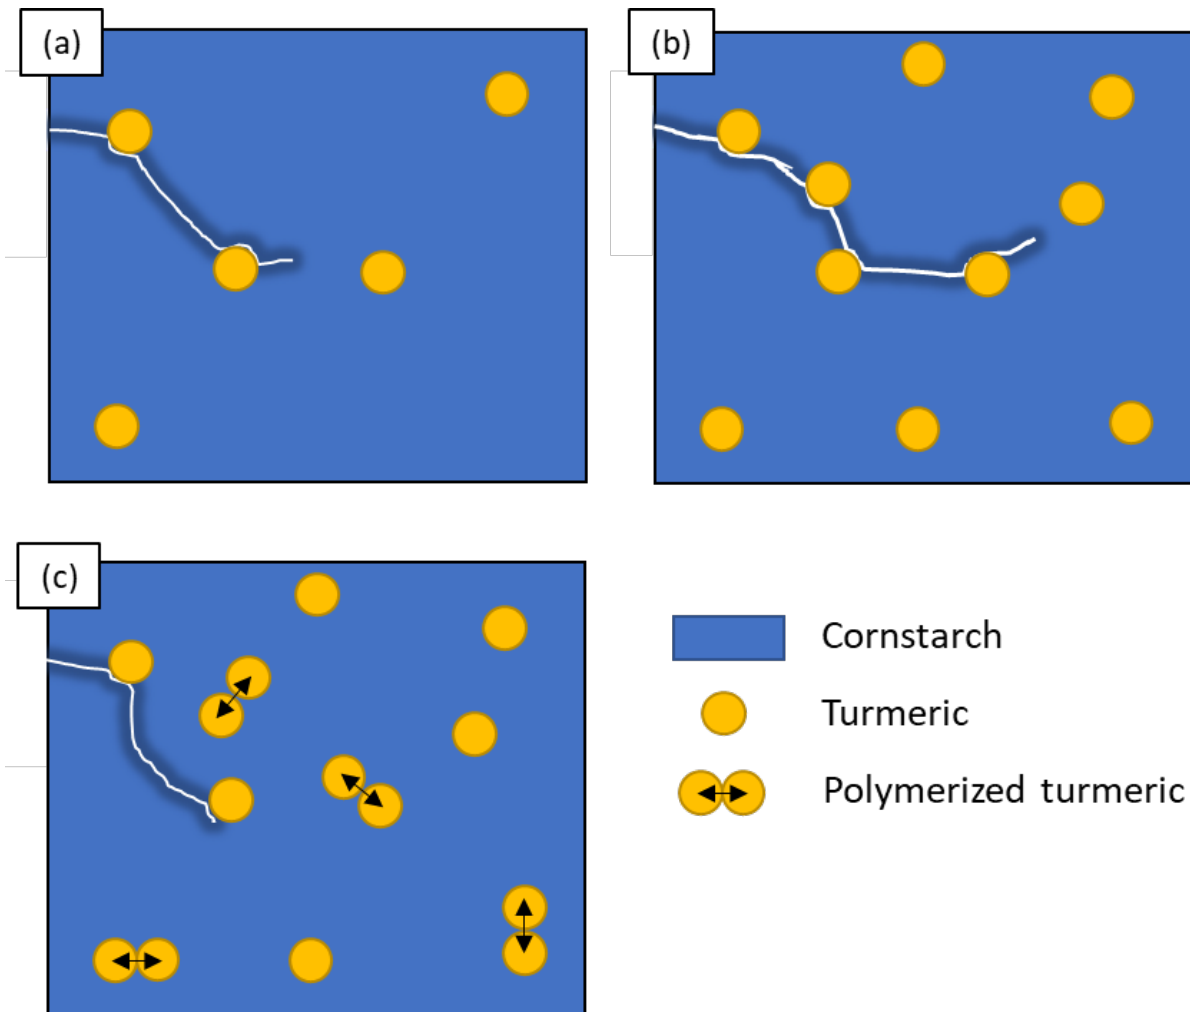 (a)
(b)
(c)
Cornstarch
Turmeric
Polymerized turmeric